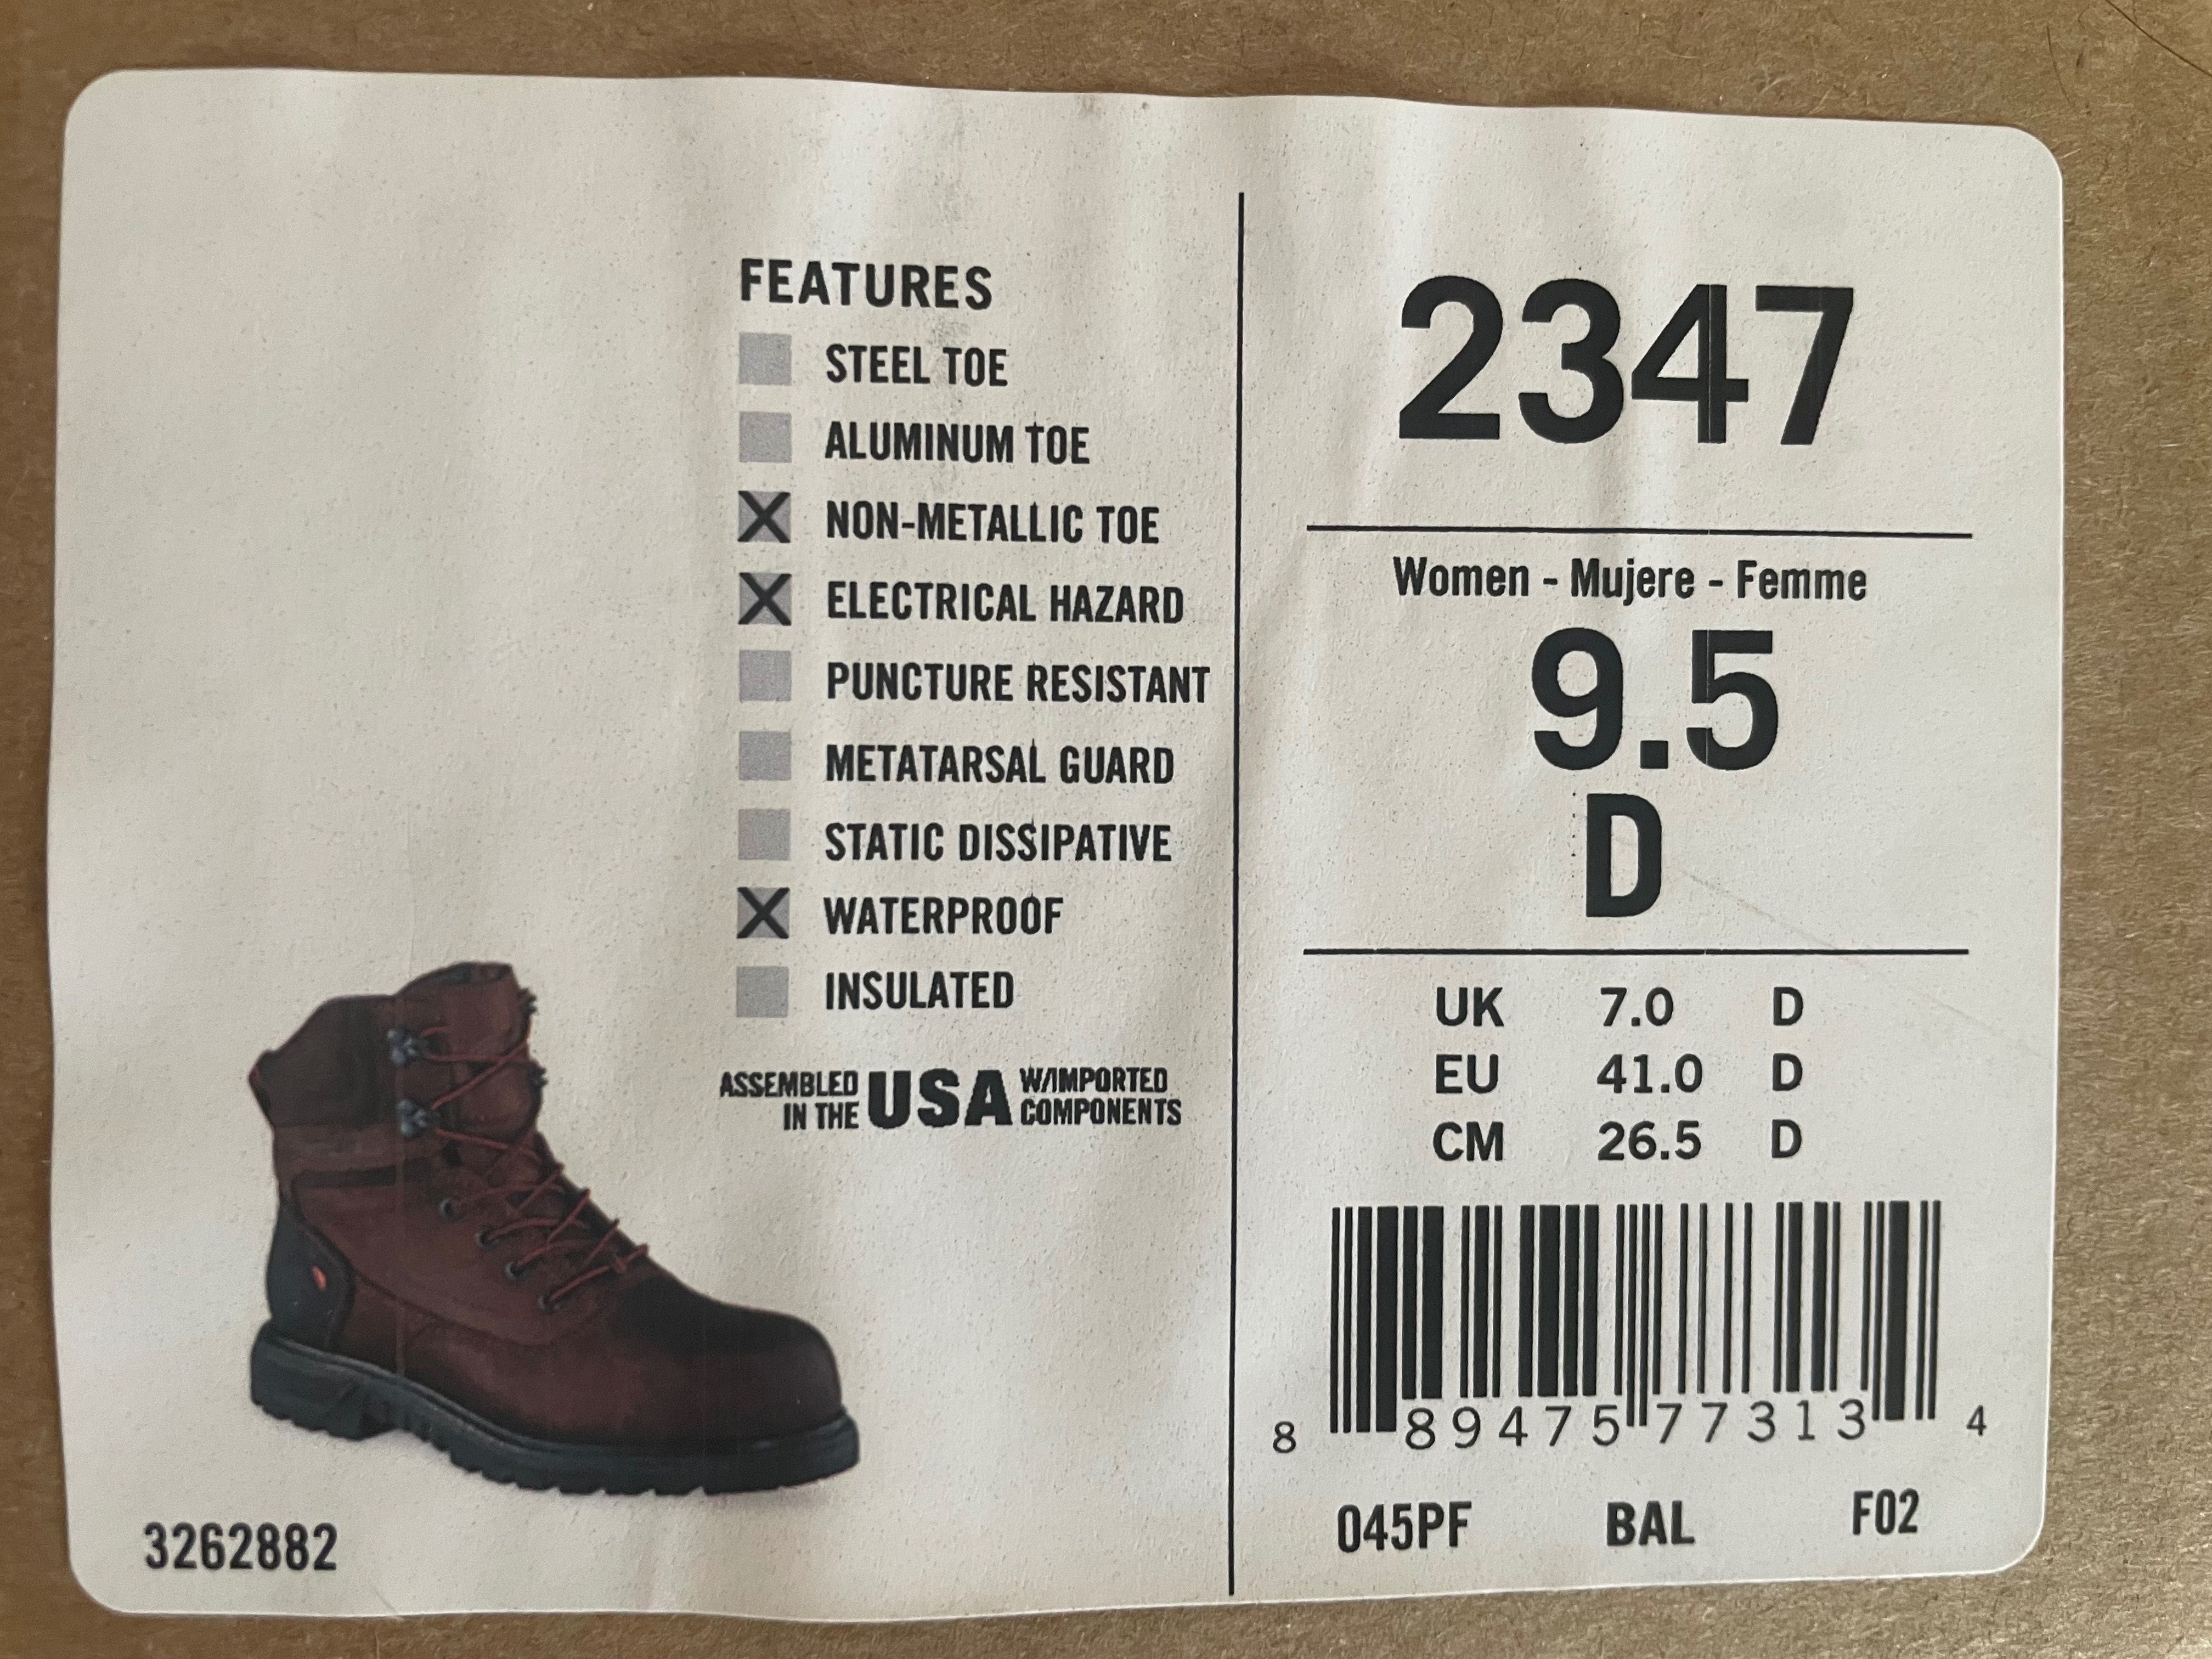 FEATURES
STEEL TOE
ALUMINUM TOE
NON-METALLIC TOE
ELECTRICAL HAZARD
PUNCTURE RESISTANT
METATARSAL GUARD
STATIC DISSIPATIVE
WATERPROOF
INSULATED
ASSEMBLED IN THE USA W/IMPORTED COMPONENTS
3262882
2347
Women - Mujere - Femme
9.5
D
UK 7.0 D
EU 41.0 D
CM 26.5 D
8 89475 77313 4
045PF BAL F02